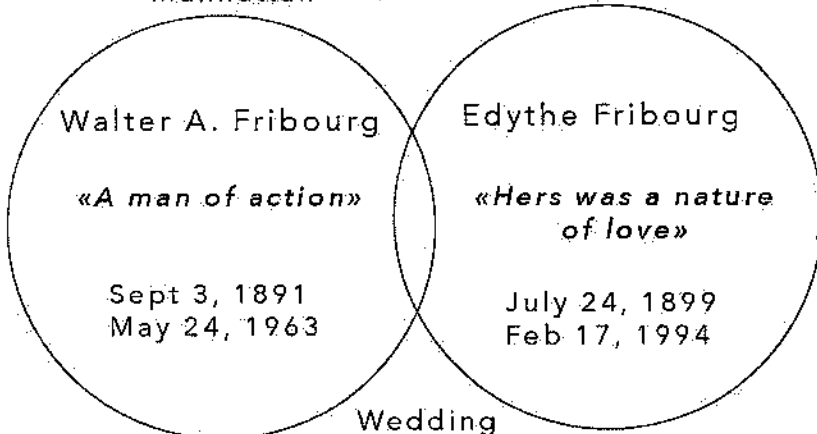 Walter A. Fribourg
«A man of action»
Sept 3, 1891
May 24, 1963
Edythe Fribourg
«Hers was a nature
of love»
July 24, 1899
Feb 17, 1994
Wedding